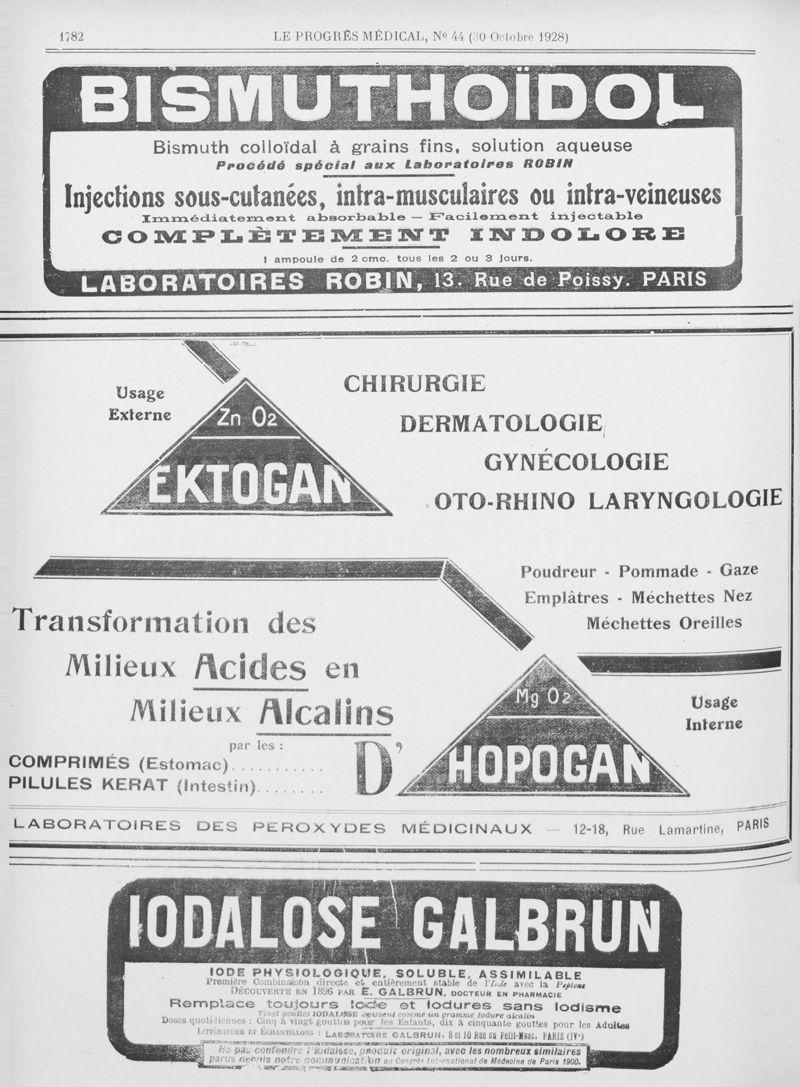 1782
LE PROGRÈS MÉDICAL, No 44 (30 Octobre 1928)
BISMUTHOÏDOL
Bismuth colloïdal à grains fins, solution aqueuse
Procédé spécial aux Laboratoires ROBIN
Injections sous-cutanées, intra-musculaires ou intra-veineuses
Immédiatement absorbable — Facilement injectable
COMPLÈTEMENT INDOLORE
1 ampoule de 2 cmc. tous les 2 ou 3 jours.
LABORATOIRES ROBIN, 13. Rue de Poissy. PARIS
Usage
Externe
Zn O2
EKTOGAN
CHIRURGIE
DERMATOLOGIE
GYNÉCOLOGIE
OTO-RHINO LARYNGOLOGIE
Poudreur - Pommade - Gaze
Emplâtres - Méchettes Nez
Méchettes Oreilles
Transformation des
Milieux Acides en
Milieux Alcalins
par les :
COMPRIMÉS (Estomac)...........
PILULES KERAT (Intestin)........
D'
Mg O2
HOPOGAN
Usage
Interne
LABORATOIRES DES PEROXYDES MÉDICINAUX — 12-18, Rue Lamartine, PARIS
IODALOSE GALBRUN
IODE PHYSIOLOGIQUE, SOLUBLE, ASSIMILABLE
Première Combinaison directe et entièrement stable de l'Iode avec la Peptone
DÉCOUVERTE EN 1896 PAR E. GALBRUN, DOCTEUR EN PHARMACIE
Remplace toujours Iode et Iodures sans Iodisme
Vingt gouttes IODALOSE agissent comme un gramme Iodure alcalin
Doses quotidiennes : Cinq à vingt gouttes pour les Enfants, dix à cinquante gouttes pour les Adultes
LITTÉRATURE ET ÉCHANTILLONS : LABORATOIRE GALBRUN, 8 et 10 Rue du Petit-Musc, PARIS (IVe)
Ne pas confondre l'Iodalose, produit original, avec les nombreux similaires
parus depuis notre communication au Congrès International de Médecine de Paris 1900.